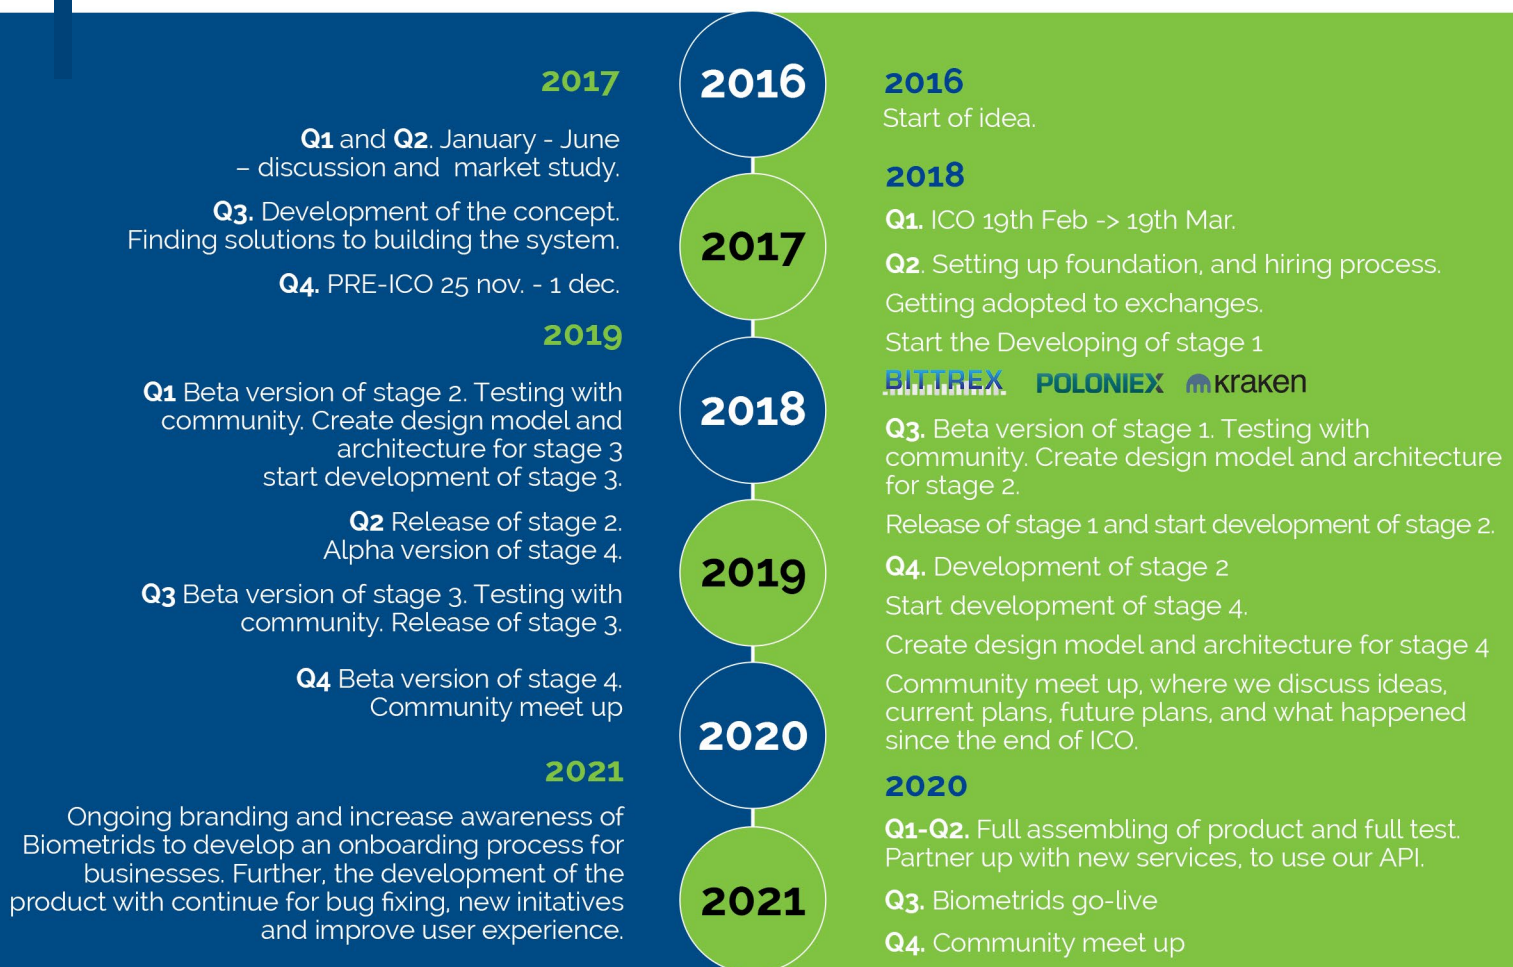 2017
Q1 and Q2. January - June
– discussion and market study.
Q3. Development of the concept.
Finding solutions to building the system.
Q4. PRE-ICO 25 nov. - 1 dec.
2019
Q1 Beta version of stage 2. Testing with
community. Create design model and
architecture for stage 3
start development of stage 3.
Q2 Release of stage 2.
Alpha version of stage 4.
Q3 Beta version of stage 3. Testing with
community. Release of stage 3.
Q4 Beta version of stage 4.
Community meet up
2021
Ongoing branding and increase awareness of
Biometrids to develop an onboarding process for
businesses. Further, the development of the
product with continue for bug fixing, new initatives
and improve user experience.
2016
2017
2018
2019
2020
2021
2016
Start of idea.
2018
Q1. ICO 19th Feb -> 19th Mar.
Q2. Setting up foundation, and hiring process.
Getting adopted to exchanges.
Start the Developing of stage 1
BITTREX POLONIEX kraken
Q3. Beta version of stage 1. Testing with
community. Create design model and architecture
for stage 2.
Release of stage 1 and start development of stage 2.
Q4. Development of stage 2
Start development of stage 4.
Create design model and architecture for stage 4
Community meet up, where we discuss ideas,
current plans, future plans, and what happened
since the end of ICO.
2020
Q1-Q2. Full assembling of product and full test.
Partner up with new services, to use our API.
Q3. Biometrids go-live
Q4. Community meet up